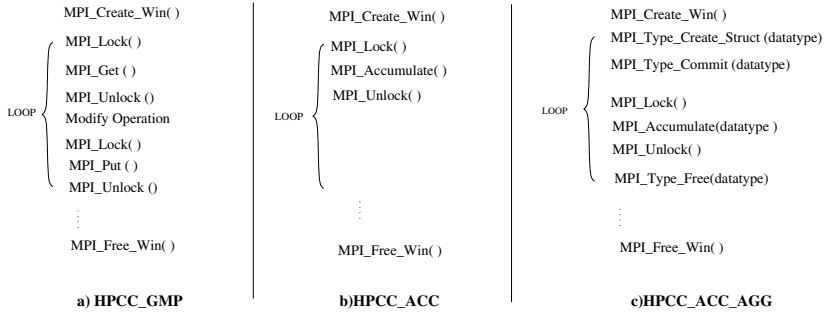 MPI_Create_Win( )
MPI_Lock( )
MPI_Get ( )
MPI_Unlock ()
LOOP
Modify Operation
MPI_Lock( )
MPI_Put ( )
MPI_Unlock ()
MPI_Free_Win( )
a) HPCC_GMP
MPI_Create_Win( )
MPI_Lock( )
MPI_Accumulate( )
MPI_Unlock( )
LOOP
MPI_Free_Win( )
b)HPCC_ACC
MPI_Create_Win( )
MPI_Type_Create_Struct (datatype)
MPI_Type_Commit (datatype)
MPI_Lock( )
LOOP
MPI_Accumulate(datatype )
MPI_Unlock( )
MPI_Type_Free(datatype)
MPI_Free_Win( )
c)HPCC_ACC_AGG